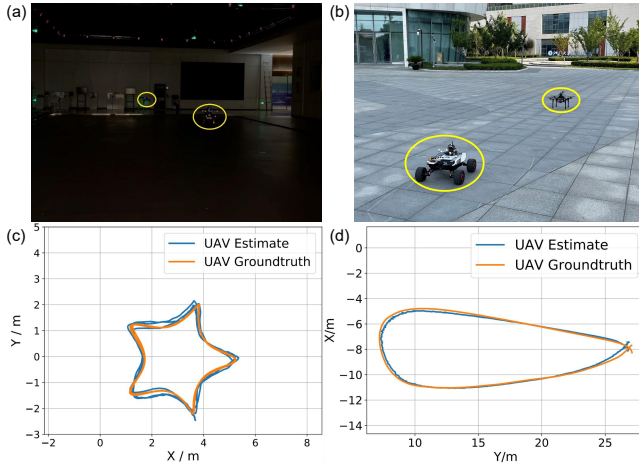 (a)
(b)
(c)
5
4
3
2
1
0
−1
−2
−3
Y / m
−2
0
2
4
6
8
X / m
UAV Estimate
UAV Groundtruth
(d)
0
−2
−4
−6
−8
−10
−12
−14
X/m
10
15
20
25
Y/m
UAV Estimate
UAV Groundtruth